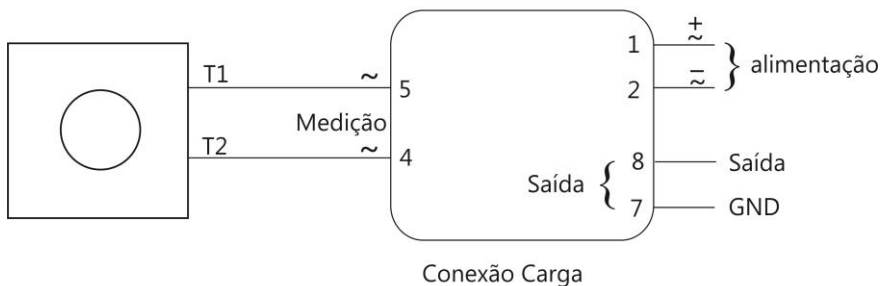 T1
T2
~
~
Medição
5
4
1
2
8
7
+
~
−
~
} alimentação
Saída {
Saída
GND
Conexão Carga